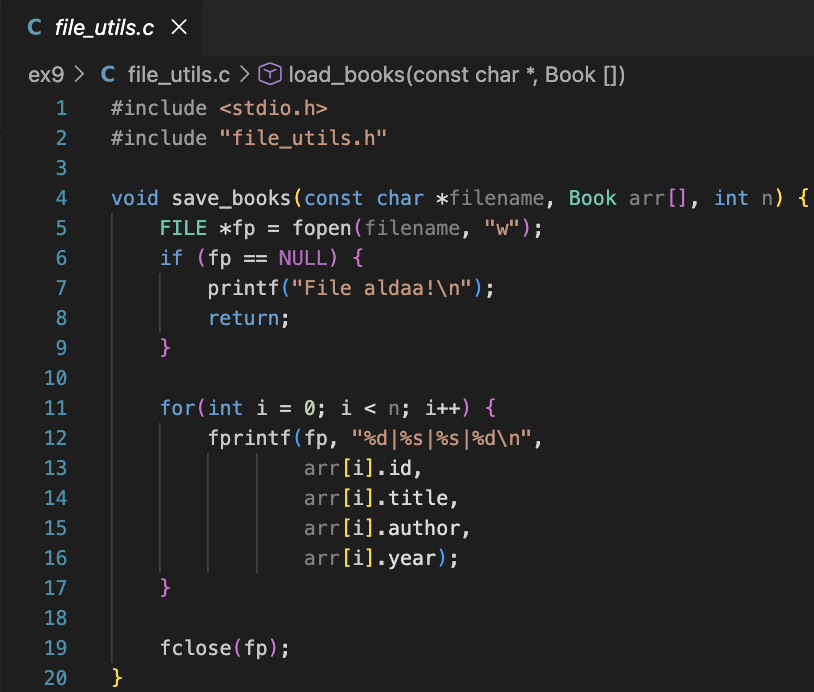 C file_utils.c ×
ex9 > C file_utils.c > load_books(const char *, Book [])
1 #include <stdio.h>
2 #include "file_utils.h"
3
4 void save_books(const char *filename, Book arr[], int n) {
5     FILE *fp = fopen(filename, "w");
6     if (fp == NULL) {
7         printf("File aldaa!\n");
8         return;
9     }
10
11     for(int i = 0; i < n; i++) {
12         fprintf(fp, "%d|%s|%s|%d\n",
13                 arr[i].id,
14                 arr[i].title,
15                 arr[i].author,
16                 arr[i].year);
17     }
18
19     fclose(fp);
20 }